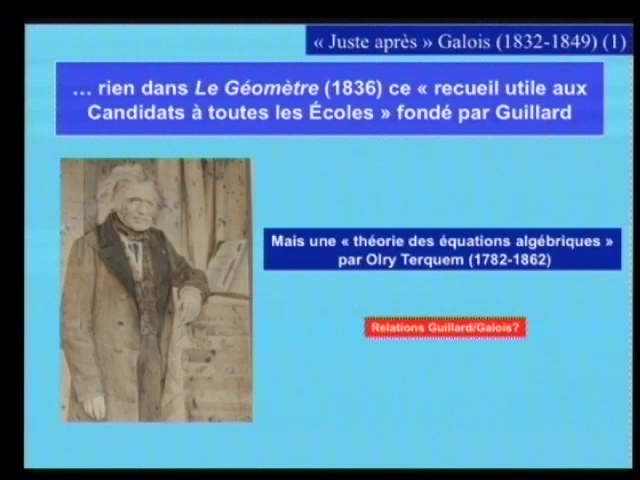 « Juste après » Galois (1832-1849) (1)
… rien dans Le Géomètre (1836) ce « recueil utile aux
Candidats à toutes les Écoles » fondé par Guillard
Mais une « théorie des équations algébriques »
par Olry Terquem (1782-1862)
Relations Guillard/Galois?